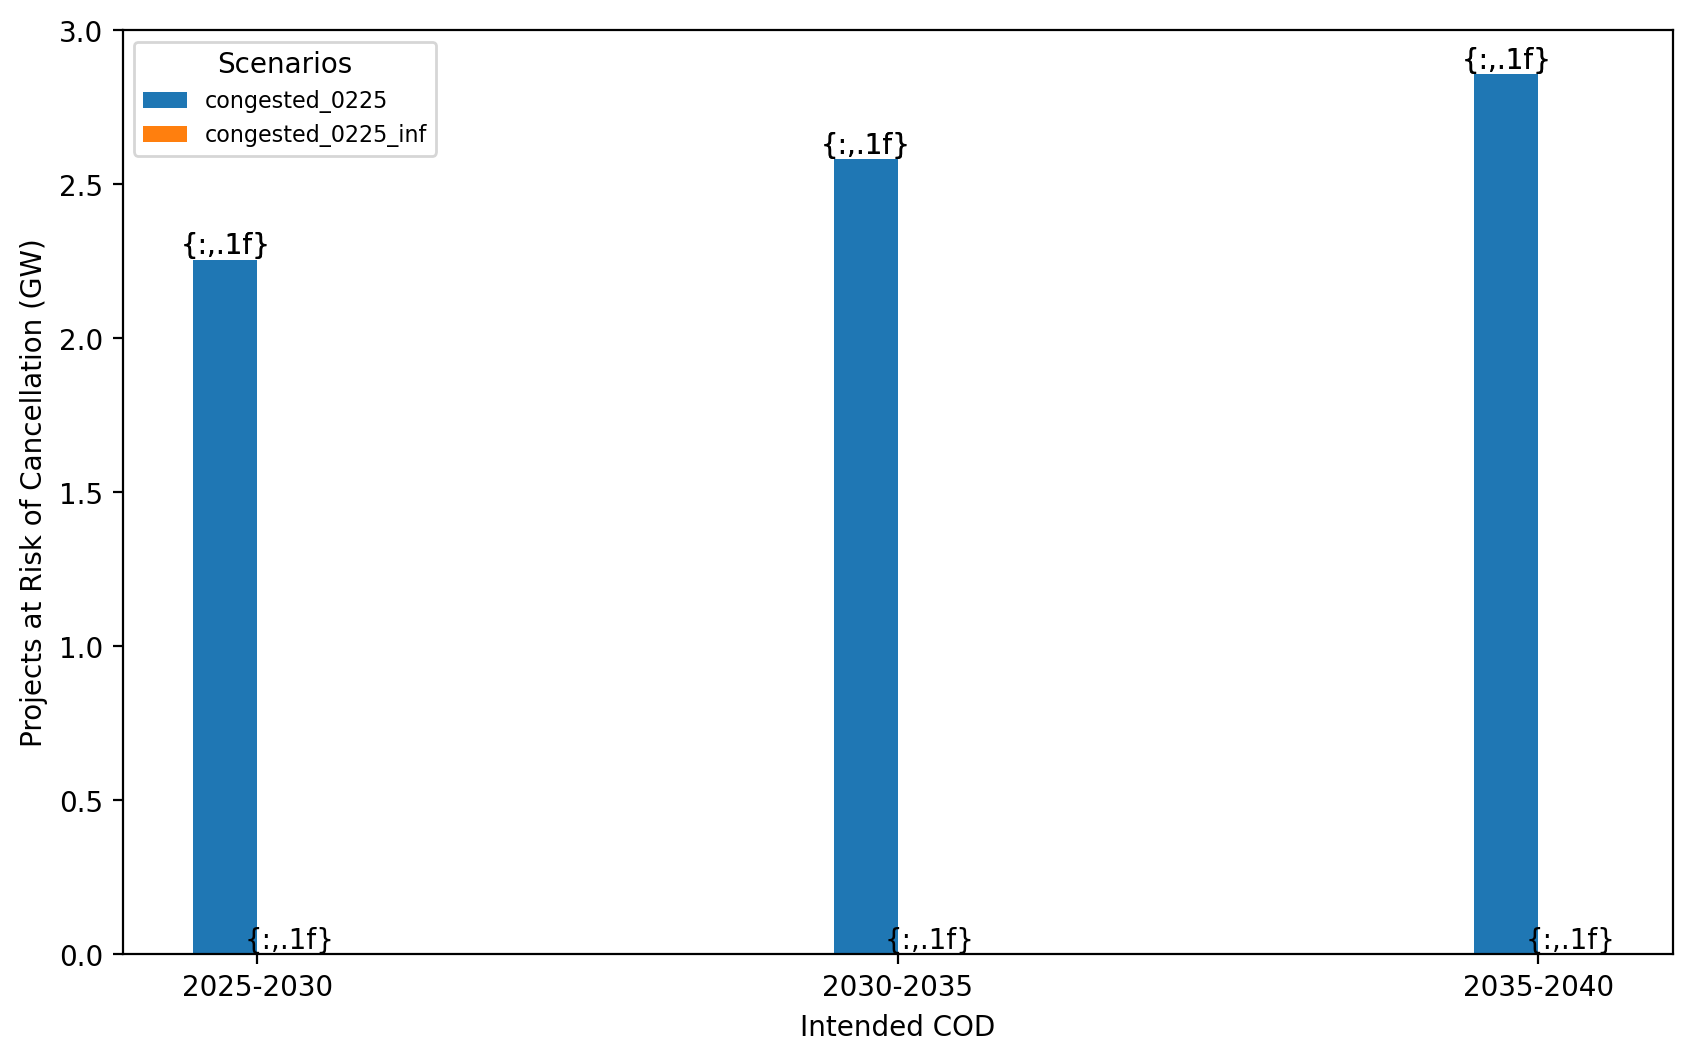 3.0
2.5
2.0
1.5
1.0
0.5
0.0
Projects at Risk of Cancellation (GW)
Scenarios
congested_0225
congested_0225_inf
{:,.1f}
{:,.1f}
{:,.1f}
{:,.1f}
{:,.1f}
{:,.1f}
2025-2030
2030-2035
2035-2040
Intended COD